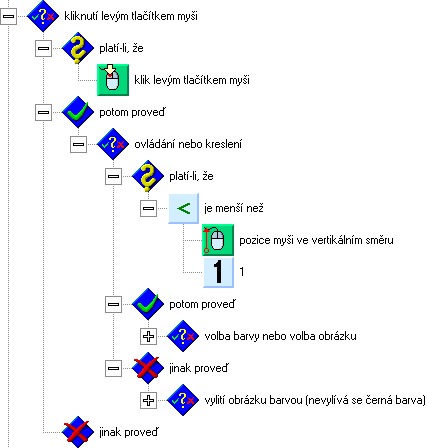 kliknutí levým tlačítkem myši
platí-li, že
klik levým tlačítkem myši
potom proveď
ovládání nebo kreslení
platí-li, že
< je menší než
pozice myši ve vertikálním směru
1 1
potom proveď
volba barvy nebo volba obrázku
jinak proveď
vylití obrázku barvou (nevylívá se černá barva)
jinak proveď